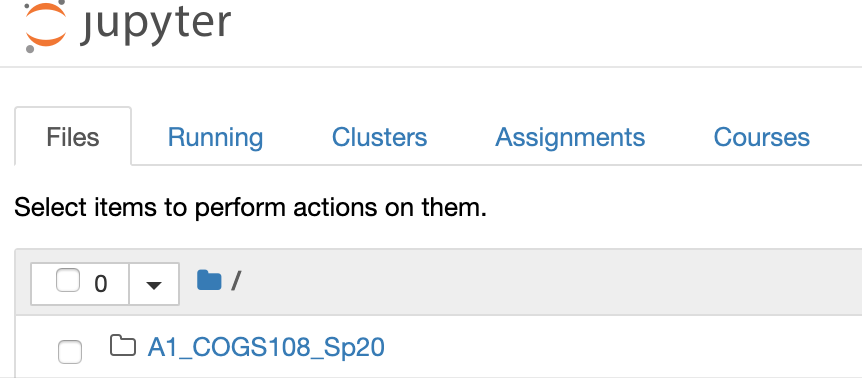 jupyter
Files Running Clusters Assignments Courses
Select items to perform actions on them.
0 /
A1_COGS108_Sp20